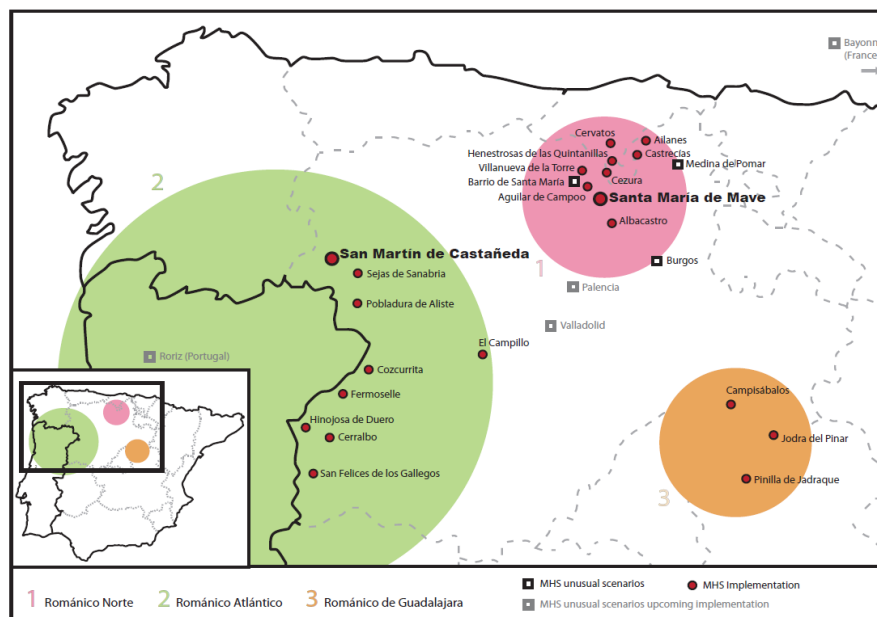 Bayonne
(France)
Cervatos
Ailanes
Henestrosas de las Quintanillas
Castrecías
Villanueva de la Torre
Medina del Pomar
Barrio de Santa María
Cezura
2
Aguilar de Campoo
Santa María de Mave
Albacastro
San Martín de Castañeda
1
Burgos
Sejas de Sanabria
Palencia
Pobladura de Aliste
Valladolid
El Campillo
Roriz (Portugal)
Cozcurrita
Fermoselle
Campisábalos
Hinojosa de Duero
Cerralbo
Jodra del Pinar
San Felices de los Gallegos
Pinilla de Jadraque
3
1 Románico Norte
2 Románico Atlántico
3 Románico de Guadalajara
MHS unusual scenarios
MHS Implementation
MHS unusual scenarios upcoming implementation